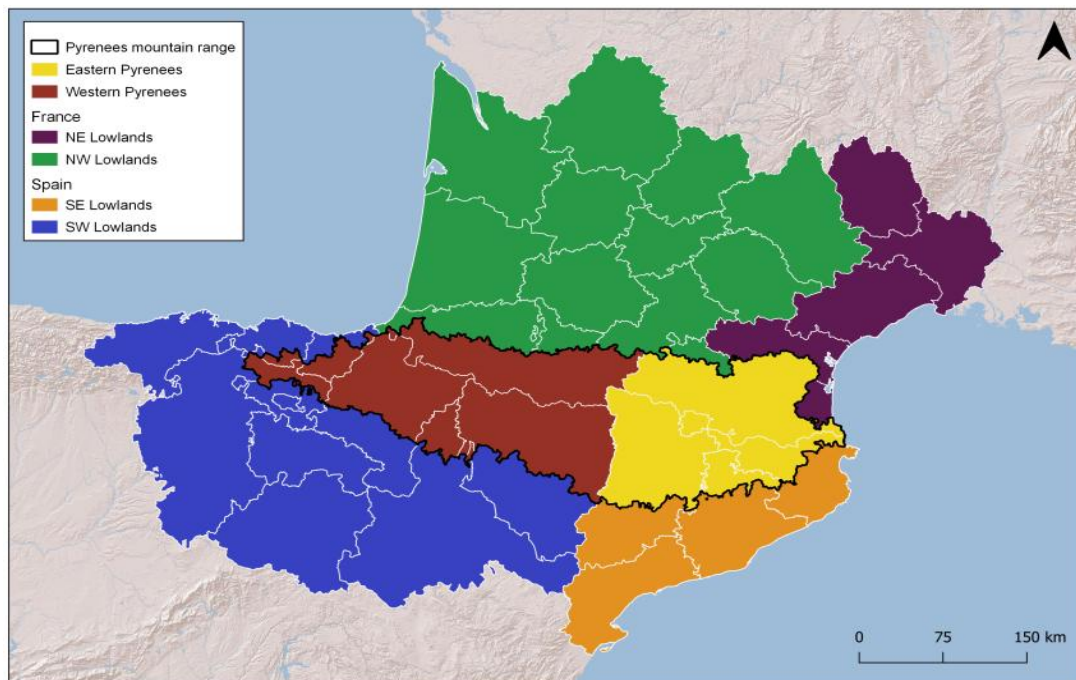 Pyrenees mountain range
Eastern Pyrenees
Western Pyrenees
France
NE Lowlands
NW Lowlands
Spain
SE Lowlands
SW Lowlands
0 75 150 km